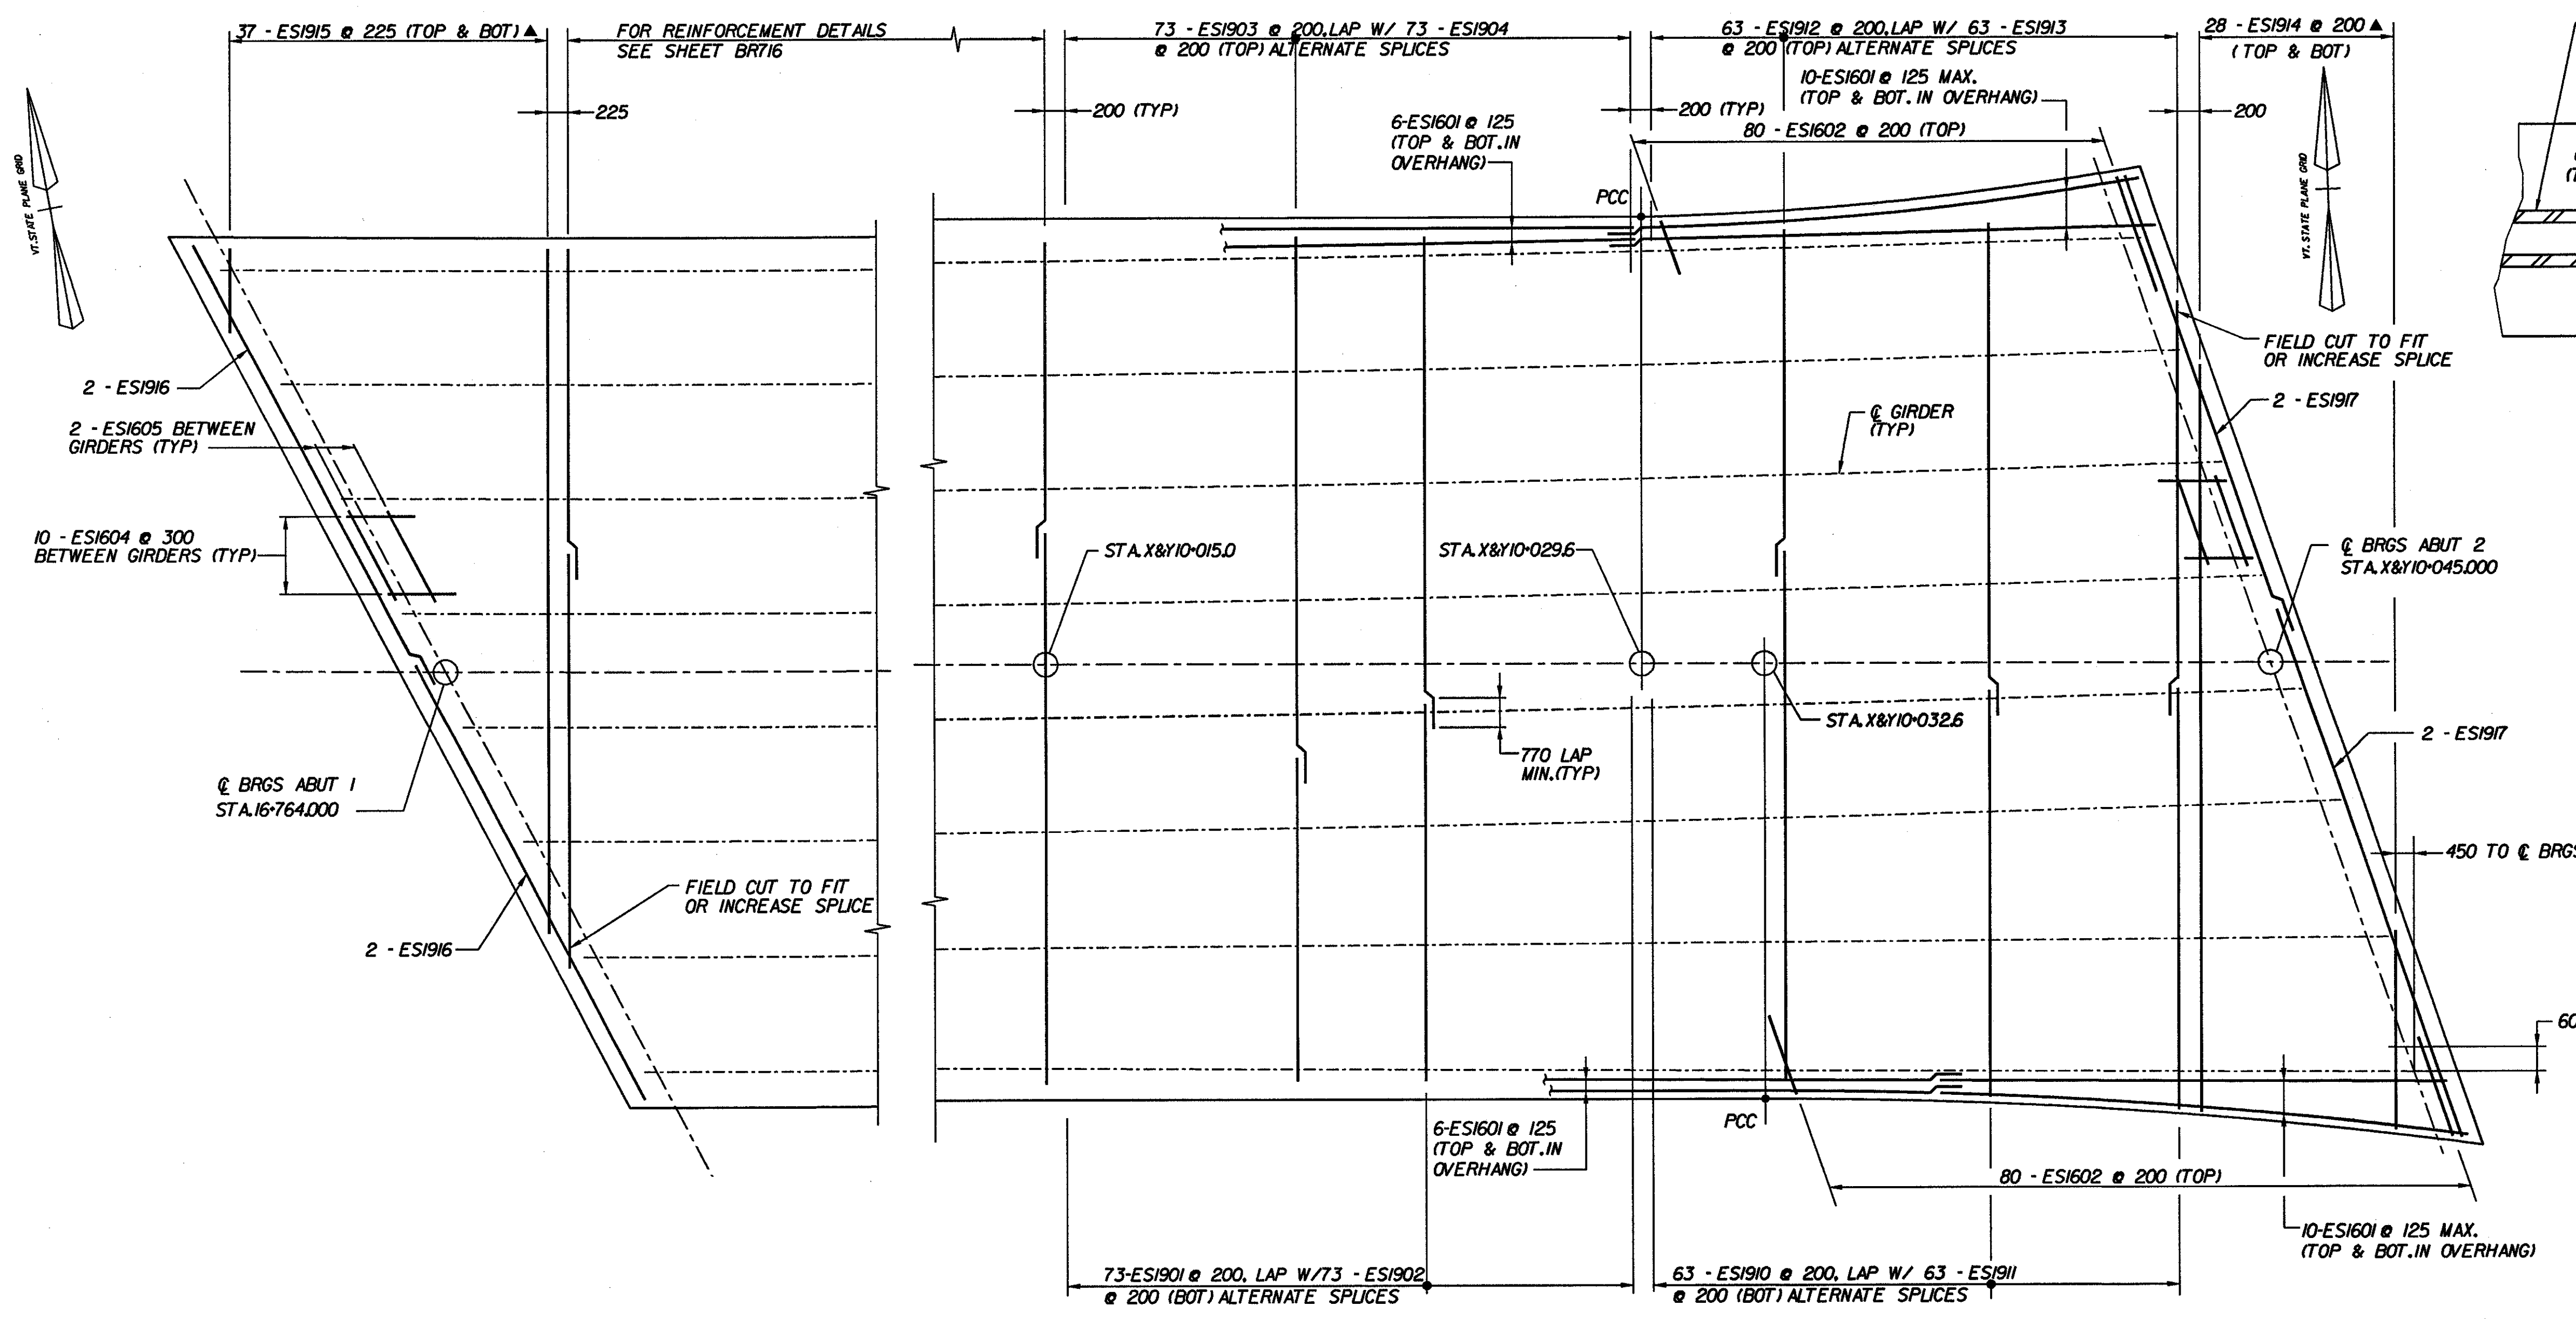 37 - ES1915 @ 225 (TOP & BOT) ▲
FOR REINFORCEMENT DETAILS
SEE SHEET BR716
73 - ES1903 @ 200, LAP W/ 73 - ES1904
@ 200 (TOP) ALTERNATE SPLICES
63 - ES1912 @ 200, LAP W/ 63 - ES1913
@ 200 (TOP) ALTERNATE SPLICES
28 - ES1914 @ 200 ▲
(TOP & BOT)
10-ES1601 @ 125 MAX.
(TOP & BOT. IN OVERHANG)
225
200 (TYP)
200 (TYP)
200
6-ES1601 @ 125
(TOP & BOT. IN
OVERHANG)
80 - ES1602 @ 200 (TOP)
VT. STATE PLANE GRID
VT. STATE PLANE GRID
PCC
FIELD CUT TO FIT
OR INCREASE SPLICE
2 - ES1916
2 - ES1917
2 - ES1605 BETWEEN
GIRDERS (TYP)
℄ GIRDER
(TYP)
10 - ES1604 @ 300
BETWEEN GIRDERS (TYP)
STA. X&Y10+015.0
STA. X&Y10+029.6
℄ BRGS ABUT 2
STA. X&Y10+045.000
STA. X&Y10+032.6
2 - ES1917
770 LAP
MIN. (TYP)
℄ BRGS ABUT 1
STA. 16+764.000
450 TO ℄ BRGS
FIELD CUT TO FIT
OR INCREASE SPLICE
2 - ES1916
60
PCC
6-ES1601 @ 125
(TOP & BOT. IN
OVERHANG)
80 - ES1602 @ 200 (TOP)
10-ES1601 @ 125 MAX.
(TOP & BOT. IN OVERHANG)
73-ES1901 @ 200, LAP W/73 - ES1902
@ 200 (BOT) ALTERNATE SPLICES
63 - ES1910 @ 200, LAP W/ 63 - ES1911
@ 200 (BOT) ALTERNATE SPLICES